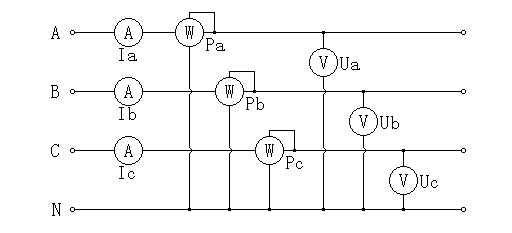 A A W
Ia Pa V Ua
B A W
Ib Pb V Ub
C A W
Ic Pc V Uc
N